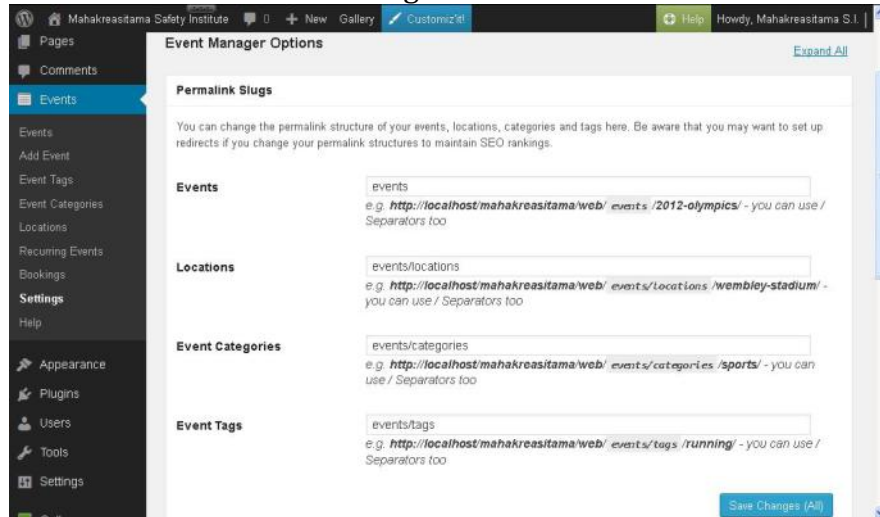 Mahakreasitama Safety Institute 0 + New Gallery Customiz'it! Help Howdy, Mahakreasitama S.I.
Pages
Comments
Events
Events
Add Event
Event Tags
Event Categories
Locations
Recurring Events
Bookings
Settings
Help
Appearance
Plugins
Users
Tools
Settings
Event Manager Options
Expand All
Permalink Slugs
You can change the permalink structure of your events, locations, categories and tags here. Be aware that you may want to set up
redirects if you change your permalink structures to maintain SEO rankings.
Events
events
e.g. http://localhost/mahakreasitama/web/ events /2012-olympics/ - you can use /
Separators too
Locations
events/locations
e.g. http://localhost/mahakreasitama/web/ events/locations /wembley-stadium/ -
you can use / Separators too
Event Categories
events/categories
e.g. http://localhost/mahakreasitama/web/ events/categories /sports/ - you can
use / Separators too
Event Tags
events/tags
e.g. http://localhost/mahakreasitama/web/ events/tags /running/ - you can use /
Separators too
Save Changes (All)